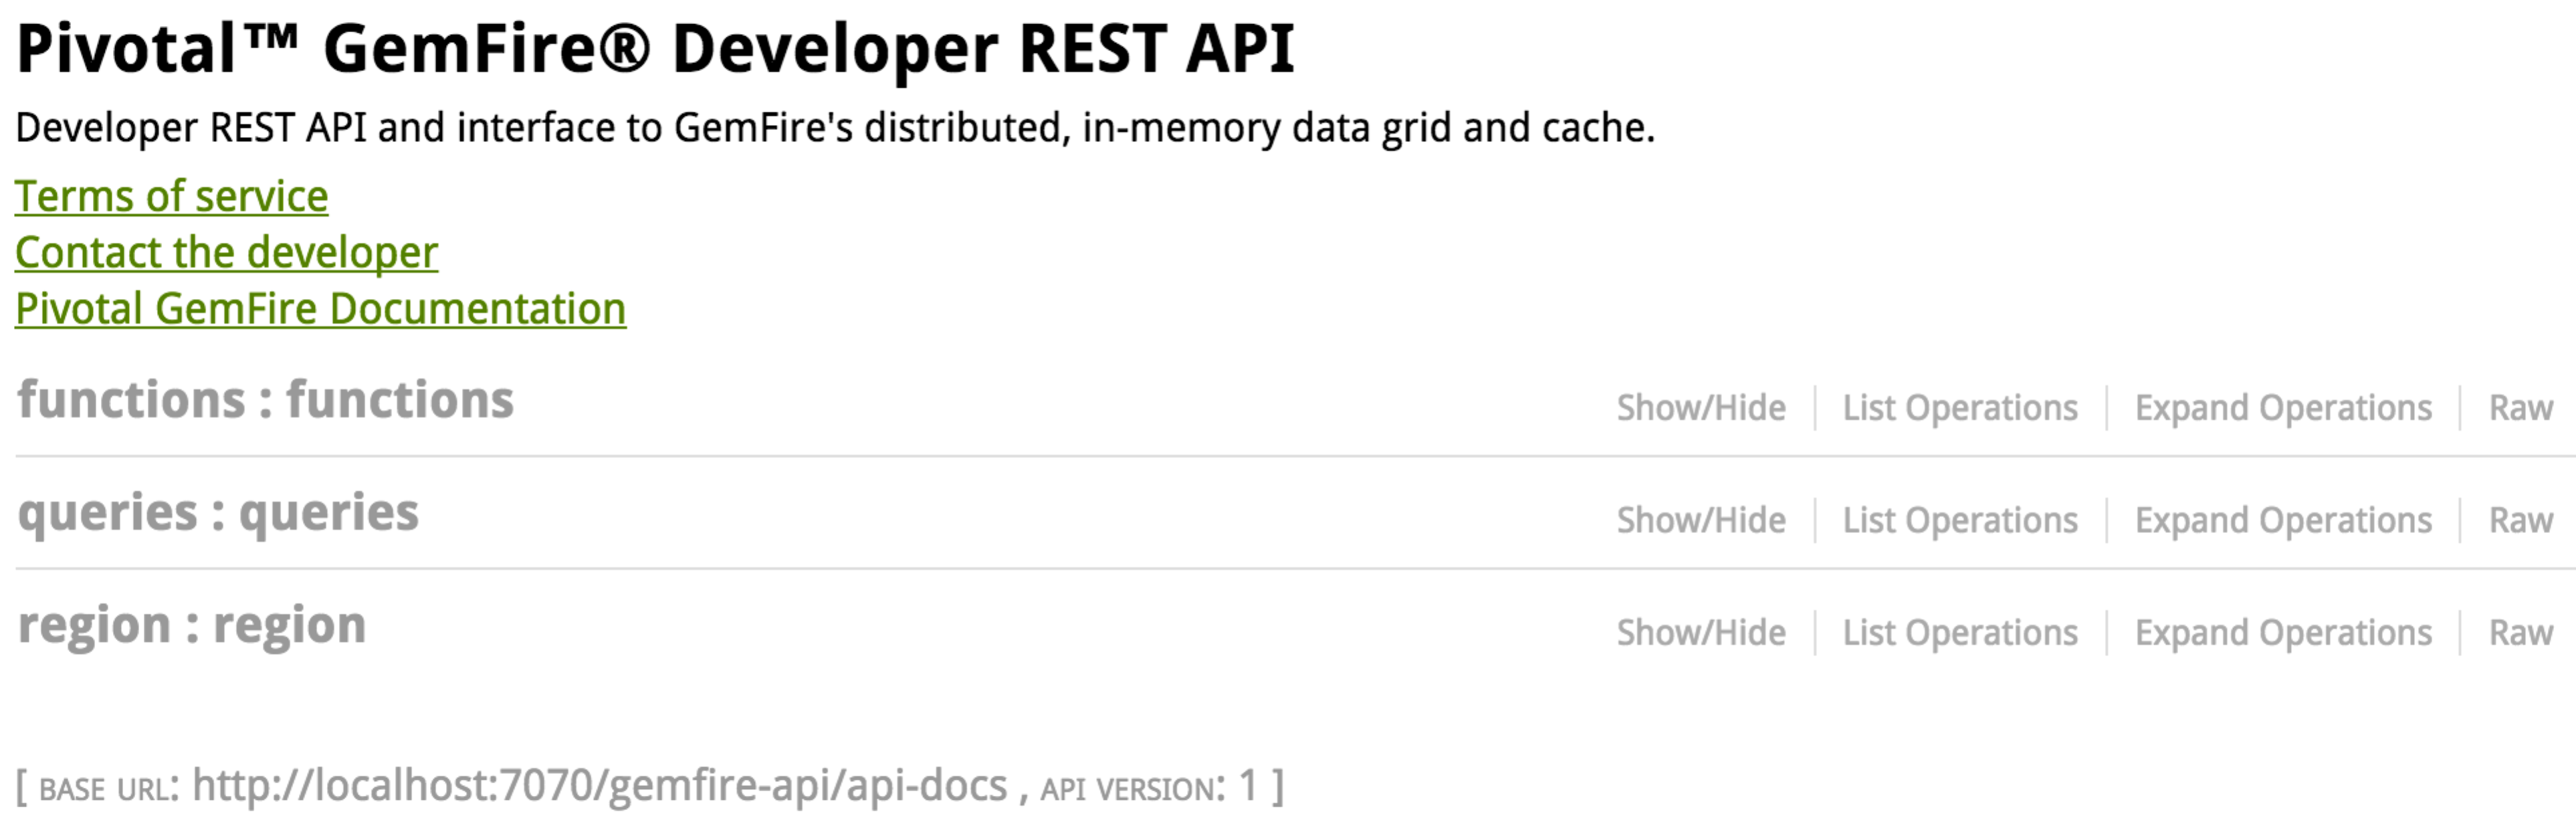 Pivotal™ GemFire® Developer REST API
Developer REST API and interface to GemFire's distributed, in-memory data grid and cache.
Terms of service
Contact the developer
Pivotal GemFire Documentation
functions : functions Show/Hide List Operations Expand Operations Raw
queries : queries Show/Hide List Operations Expand Operations Raw
region : region Show/Hide List Operations Expand Operations Raw
[ BASE URL: http://localhost:7070/gemfire-api/api-docs , API VERSION: 1 ]